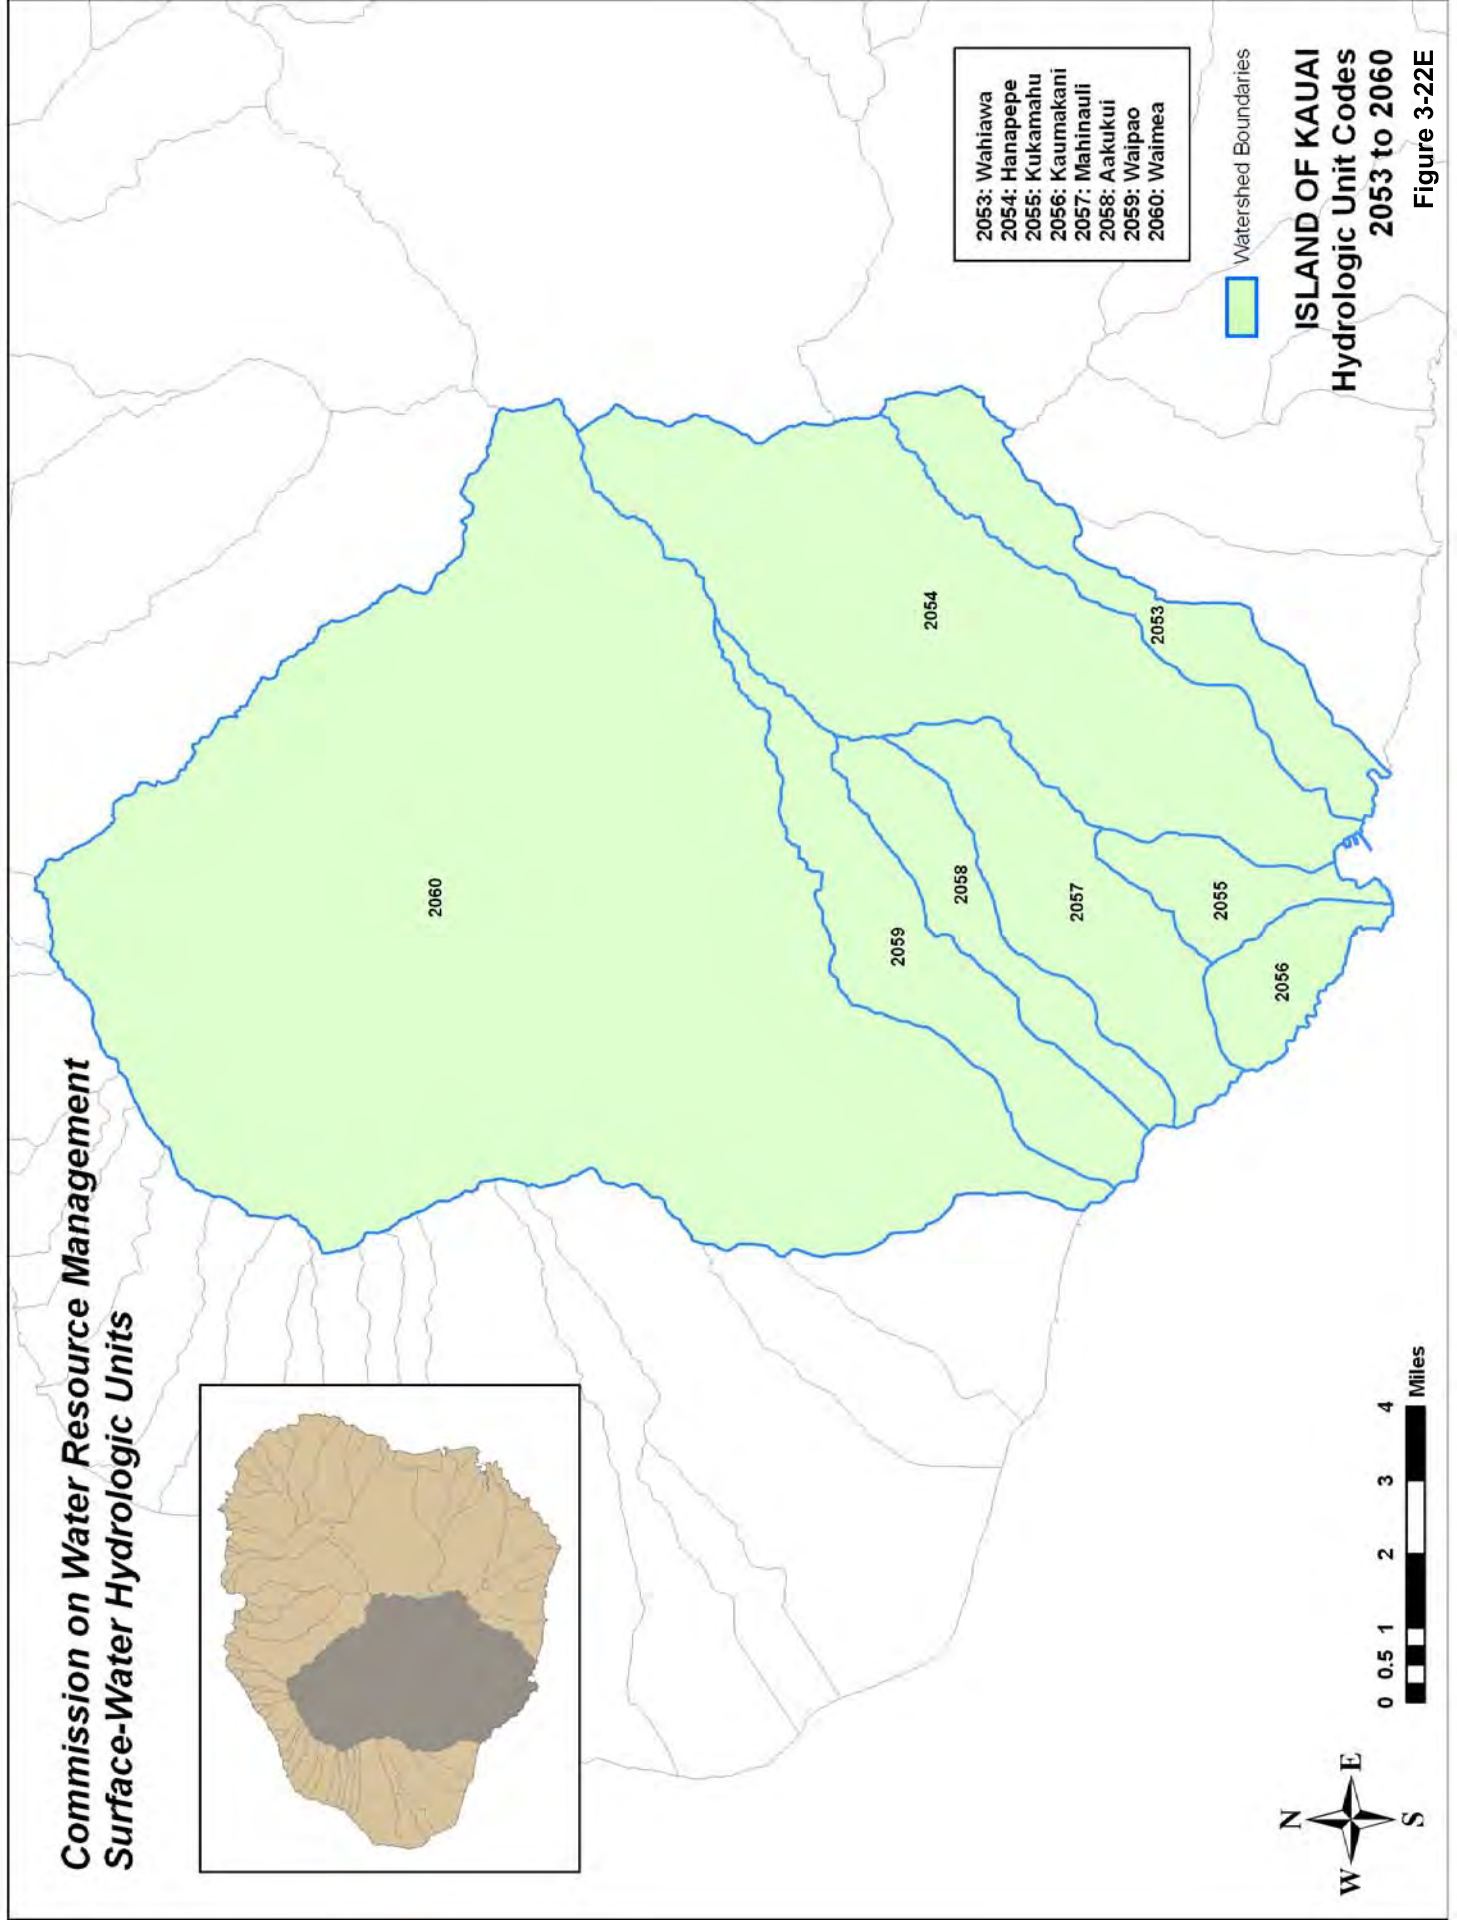 Commission on Water Resource Management
Surface-Water Hydrologic Units
2060
2059
2058
2057
2056
2055
2054
2053
2053: Wahiawa
2054: Hanapepe
2055: Kukamahu
2056: Kaumakani
2057: Mahinauli
2058: Aakukui
2059: Waipao
2060: Waimea
Watershed Boundaries
ISLAND OF KAUAI
Hydrologic Unit Codes
2053 to 2060
Figure 3-22E
N
W E
S
0 0.5 1 2 3 4
Miles